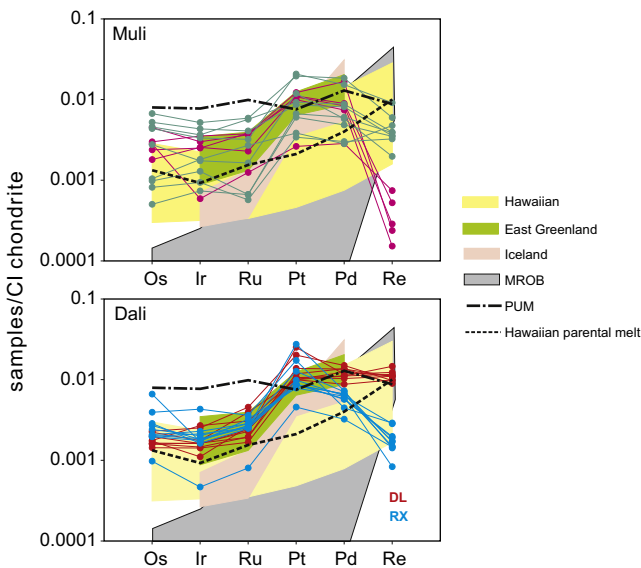 samples/CI chondrite
0.1
Muli
0.01
0.001
0.0001
Os Ir Ru Pt Pd Re
0.1
Dali
0.01
0.001
DL
RX
0.0001
Os Ir Ru Pt Pd Re
Hawaiian
East Greenland
Iceland
MROB
PUM
Hawaiian parental melt